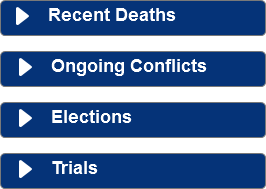 Recent Deaths
Ongoing Conflicts
Elections
Trials